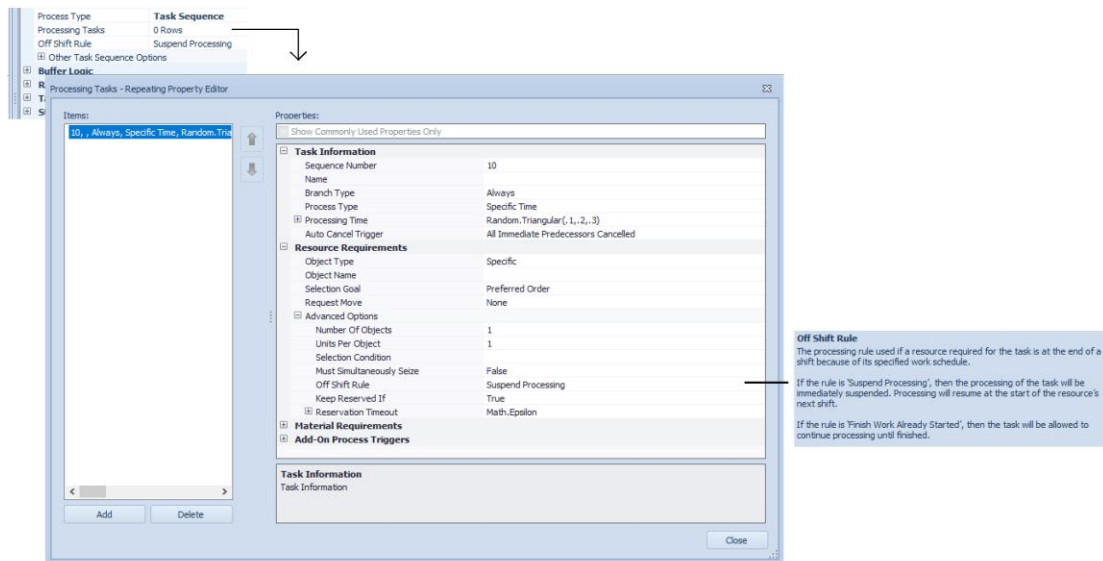 Process Type Task Sequence
Processing Tasks 0 Rows
Off Shift Rule Suspend Processing
Other Task Sequence Options
Buffer Logic
R
T
S
Processing Tasks - Repeating Property Editor
Items:
10, , Always, Specific Time, Random.Tria
Add Delete
Properties:
Show Commonly Used Properties Only
Task Information
Sequence Number 10
Name
Branch Type Always
Process Type Specific Time
Processing Time Random.Triangular(.1,.2,.3)
Auto Cancel Trigger All Immediate Predecessors Cancelled
Resource Requirements
Object Type Specific
Object Name
Selection Goal Preferred Order
Request Move None
Advanced Options
Number Of Objects 1
Units Per Object 1
Selection Condition
Must Simultaneously Seize False
Off Shift Rule Suspend Processing
Keep Reserved If True
Reservation Timeout Math.Epsilon
Material Requirements
Add-On Process Triggers
Task Information
Task Information
Close
Off Shift Rule
The processing rule used if a resource required for the task is at the end of a
shift because of its specified work schedule.
If the rule is 'Suspend Processing', then the processing of the task will be
immediately suspended. Processing will resume at the start of the resource's
next shift.
If the rule is 'Finish Work Already Started', then the task will be allowed to
continue processing until finished.